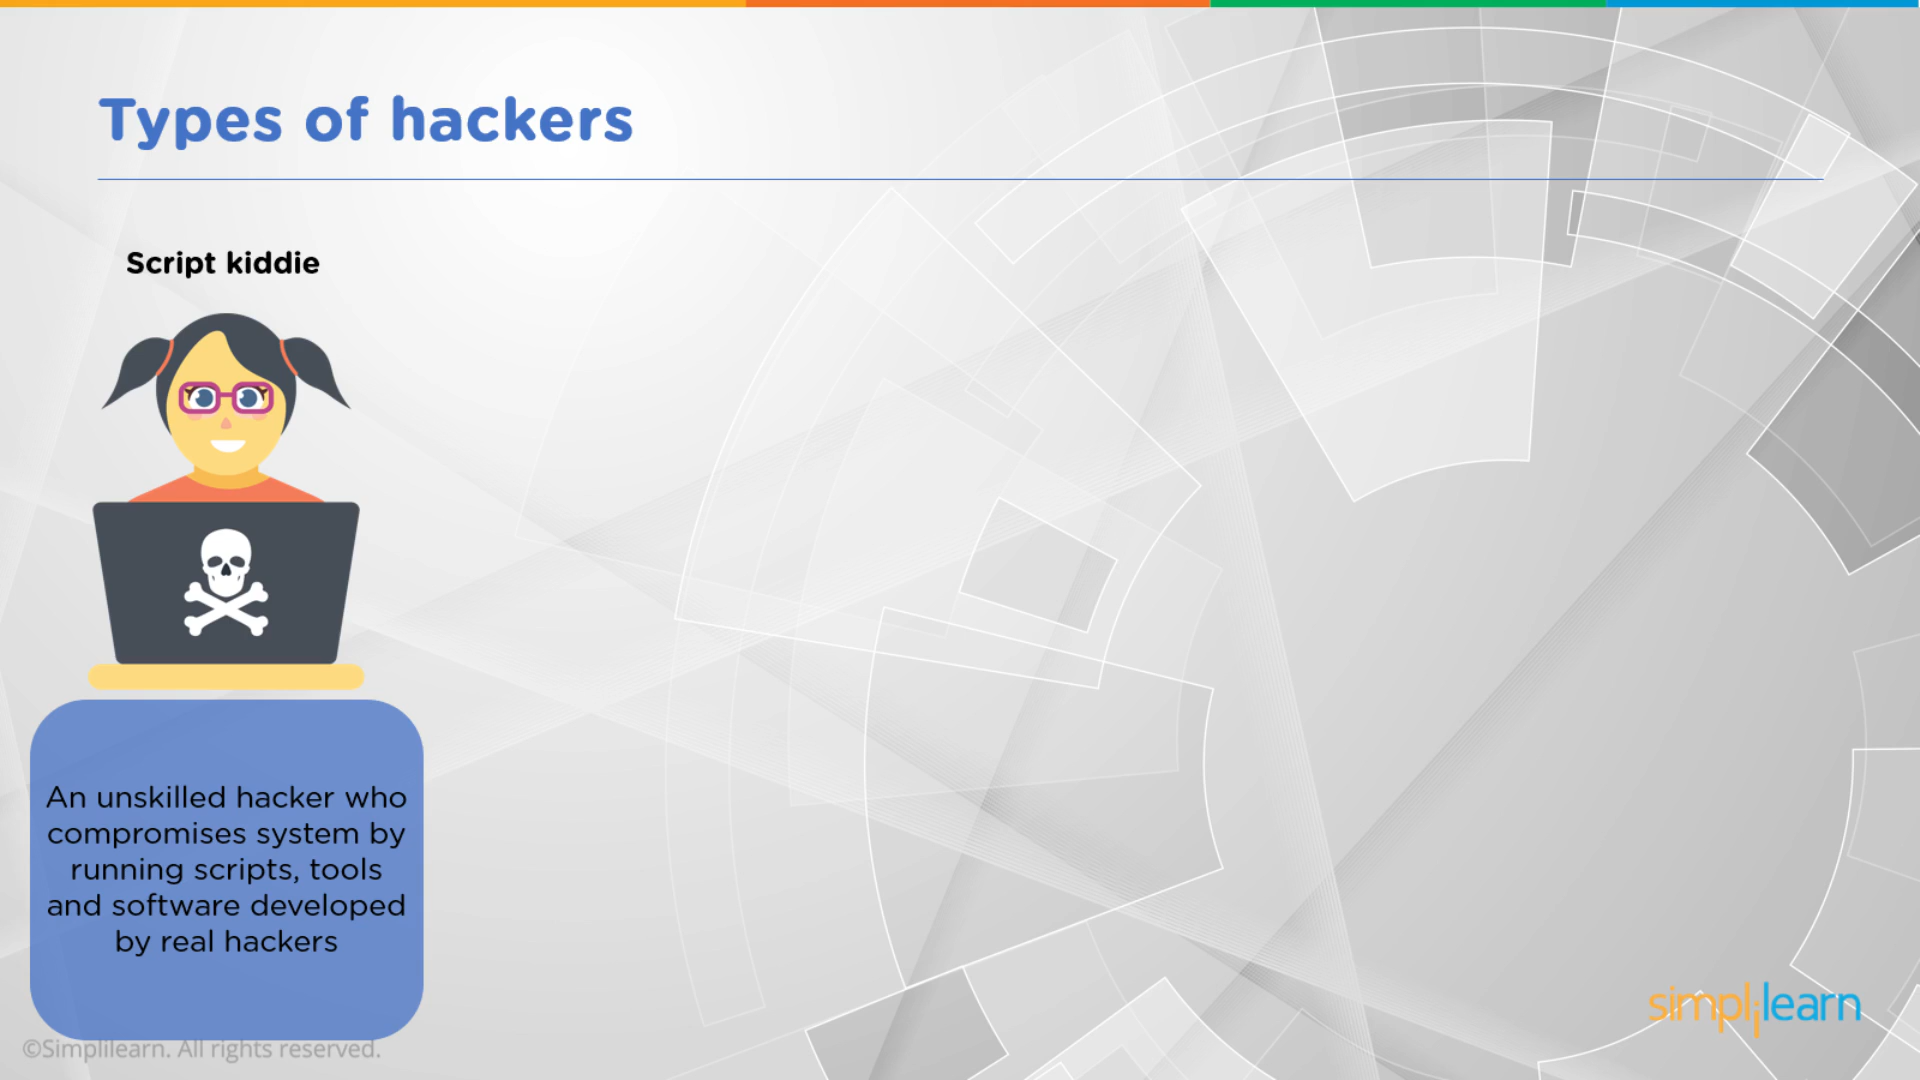 Types of hackers
Script kiddie
An unskilled hacker who
compromises system by
running scripts, tools
and software developed
by real hackers
simplilearn
©Simplilearn. All rights reserved.